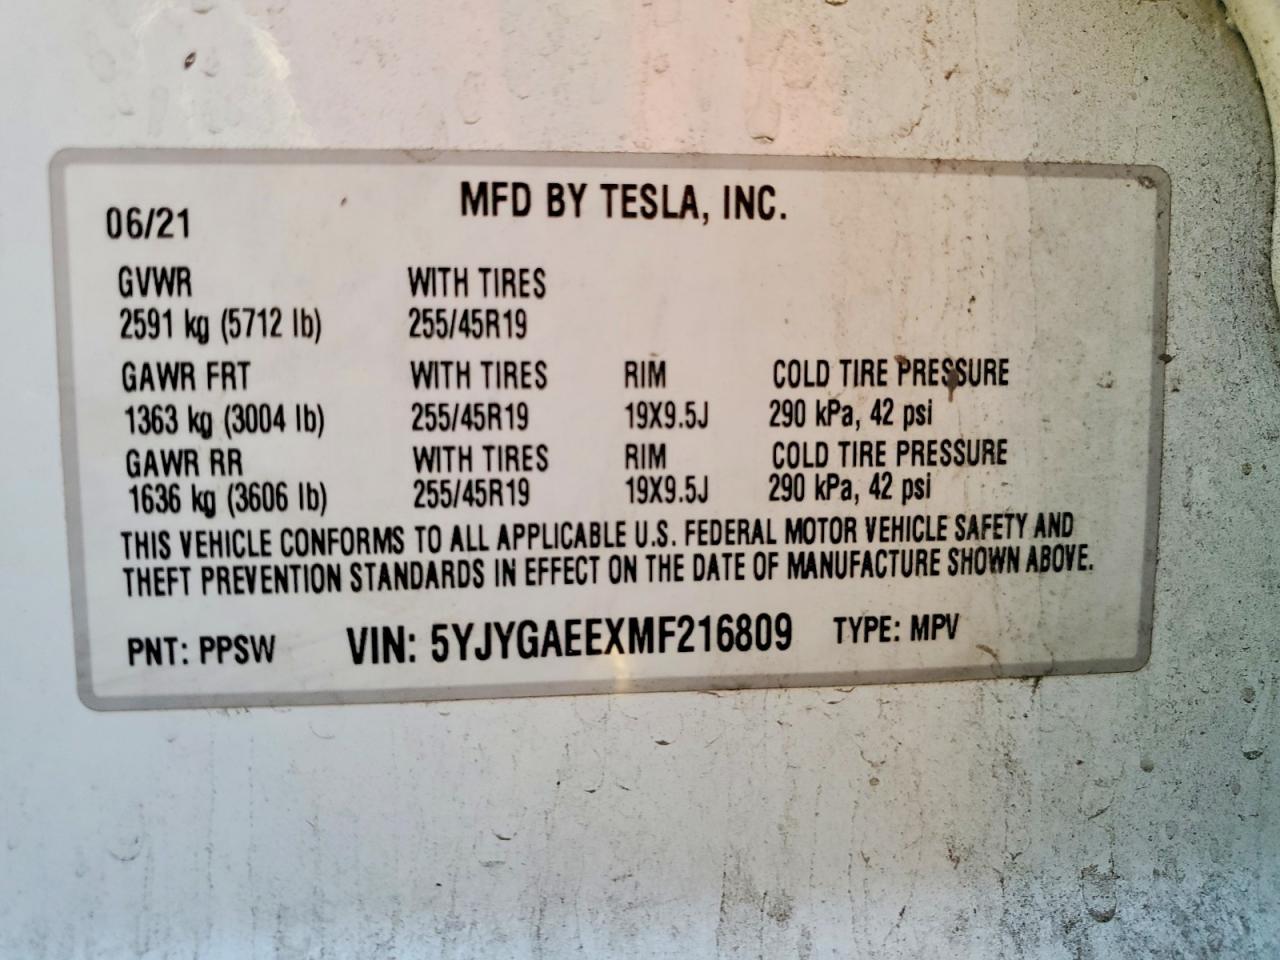 MFD BY TESLA, INC.
06/21
GVWR WITH TIRES
2591 kg (5712 lb) 255/45R19
GAWR FRT WITH TIRES RIM COLD TIRE PRESSURE
1363 kg (3004 lb) 255/45R19 19X9.5J 290 kPa, 42 psi
GAWR RR WITH TIRES RIM COLD TIRE PRESSURE
1636 kg (3606 lb) 255/45R19 19X9.5J 290 kPa, 42 psi
THIS VEHICLE CONFORMS TO ALL APPLICABLE U.S. FEDERAL MOTOR VEHICLE SAFETY AND
THEFT PREVENTION STANDARDS IN EFFECT ON THE DATE OF MANUFACTURE SHOWN ABOVE.
PNT: PPSW VIN: 5YJYGAEEXMF216809 TYPE: MPV